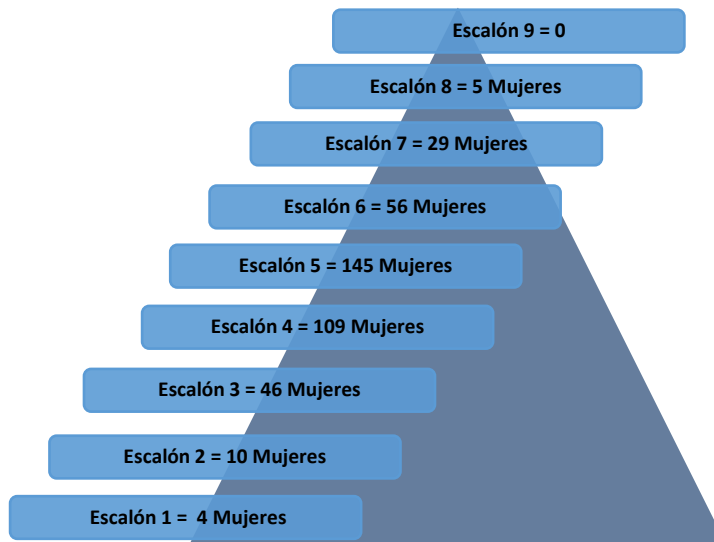 Escalón 9 = 0
Escalón 8 = 5 Mujeres
Escalón 7 = 29 Mujeres
Escalón 6 = 56 Mujeres
Escalón 5 = 145 Mujeres
Escalón 4 = 109 Mujeres
Escalón 3 = 46 Mujeres
Escalón 2 = 10 Mujeres
Escalón 1 =  4 Mujeres